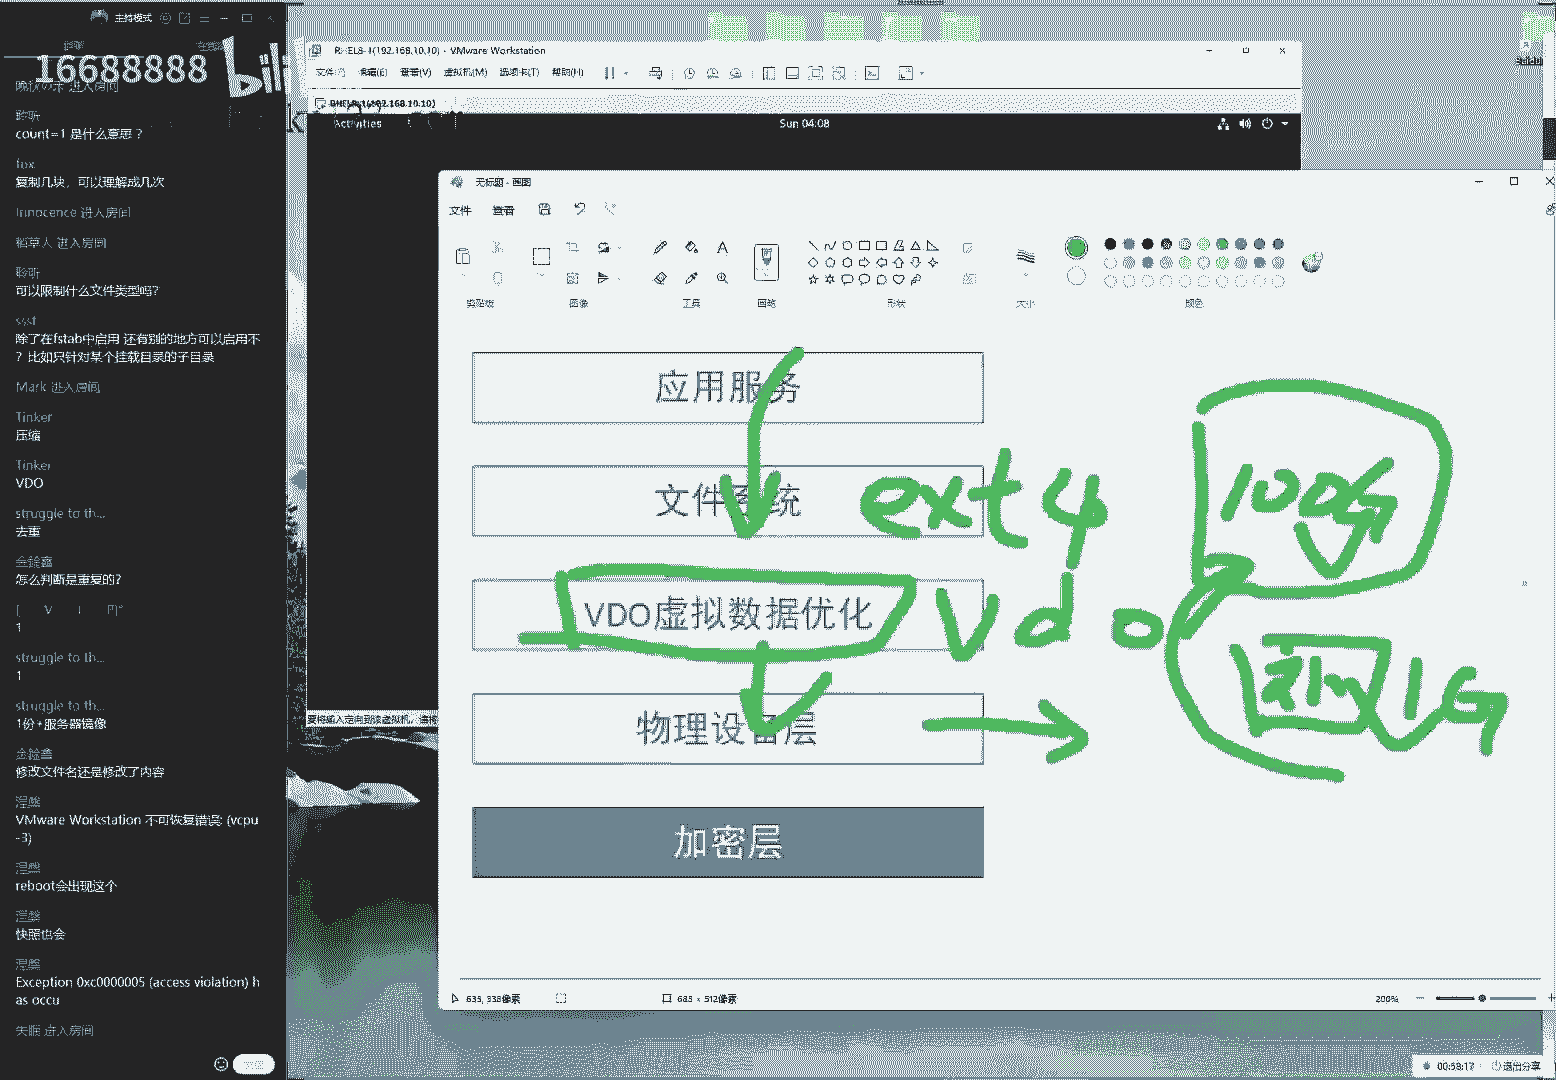 主持模式
16688888
bili
进入房间
聆听
count=1 是什么意思？
fox
复制几块，可以理解成几次
Innocence 进入房间
稻草人 进入房间
聆听
可以限制什么文件类型吗?
sysf
除了在fstab中启用 还有别的地方可以启用不
？比如只针对某个挂载目录的子目录
Mark 进入房间
Tinker
压缩
Tinker
VDO
struggle to th...
去重
怎么判断是重复的?
1
struggle to th...
1
struggle to th...
1份+服务器镜像
修改文件名还是修改了内容
涅槃
VMware Workstation 不可恢复错误: (vcpu
-3)
涅槃
reboot会出现这个
涅槃
快照也会
涅槃
Exception 0xc0000005 (access violation) h
as occu
失眠 进入房间
RHEL8-1(192.168.10.10) - VMware Workstation
文件(F) 编辑(E) 查看(V) 虚拟机(M) 选项卡(T) 帮助(H)
RHEL8-1(192.168.10.10)
Activities
Sun 04:08
无标题 - 画图
文件 查看
剪贴板 图像 工具 画笔 形状 大小 颜色
应用服务
文件系统
ext4
100G
VDO虚拟数据优化
vdo
1G
物理设备层
加密层
635, 338像素
685 × 512像素
200%
00:58:17
退出分享